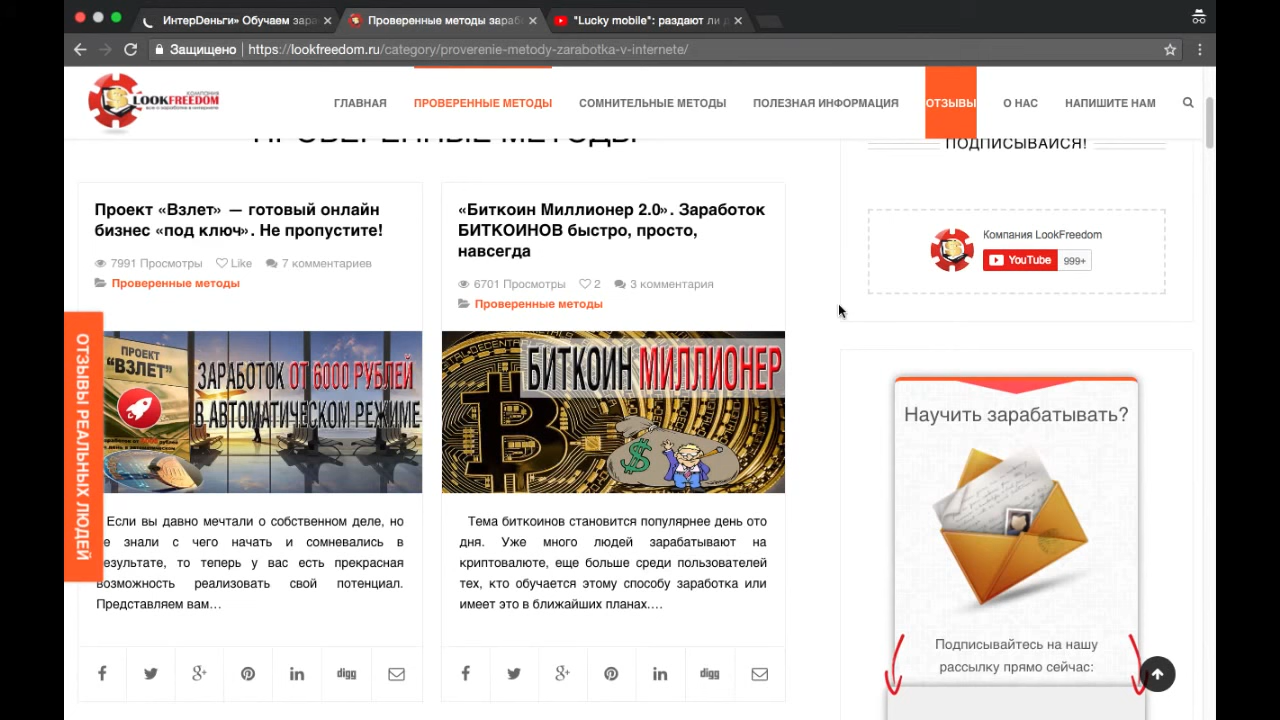 ИнтерDеньги» Обучаем зара
Проверенные методы зараб
"Lucky mobile": раздают ли д
Защищено
https://lookfreedom.ru/category/proverenie-metody-zarabotka-v-internete/
КОМПАНИЯ
LOOKFREEDOM
ГЛАВНАЯ
ПРОВЕРЕННЫЕ МЕТОДЫ
СОМНИТЕЛЬНЫЕ МЕТОДЫ
ПОЛЕЗНАЯ ИНФОРМАЦИЯ
ОТЗЫВЫ
О НАС
НАПИШИТЕ НАМ
ПРОВЕРЕННЫЕ МЕТОДЫ
Проект «Взлет» — готовый онлайн
бизнес «под ключ». Не пропустите!
7991 Просмотры Like 7 комментариев
Проверенные методы
ПРОЕКТ
"ВЗЛЕТ"
ЗАРАБОТОК ОТ 6000 РУБЛЕЙ
В АВТОМАТИЧЕСКОМ РЕЖИМЕ
Если вы давно мечтали о собственном деле, но
е знали с чего начать и сомневались в
результате, то теперь у вас есть прекрасная
возможность реализовать свой потенциал.
Представляем вам…
digg
«Биткоин Миллионер 2.0». Заработок
БИТКОИНОВ быстро, просто,
навсегда
6701 Просмотры 2 3 комментария
Проверенные методы
БИТКОИН МИЛЛИОНЕР
Тема биткоинов становится популярнее день ото
дня. Уже много людей зарабатывают на
криптовалюте, еще больше среди пользователей
тех, кто обучается этому способу заработка или
имеет это в ближайших планах.…
digg
ОТЗЫВЫ РЕАЛЬНЫХ ЛЮДЕЙ
ПОДПИСЫВАЙСЯ!
Компания LookFreedom
YouTube 999+
Научить зарабатывать?
Подписывайтесь на нашу
рассылку прямо сейчас: